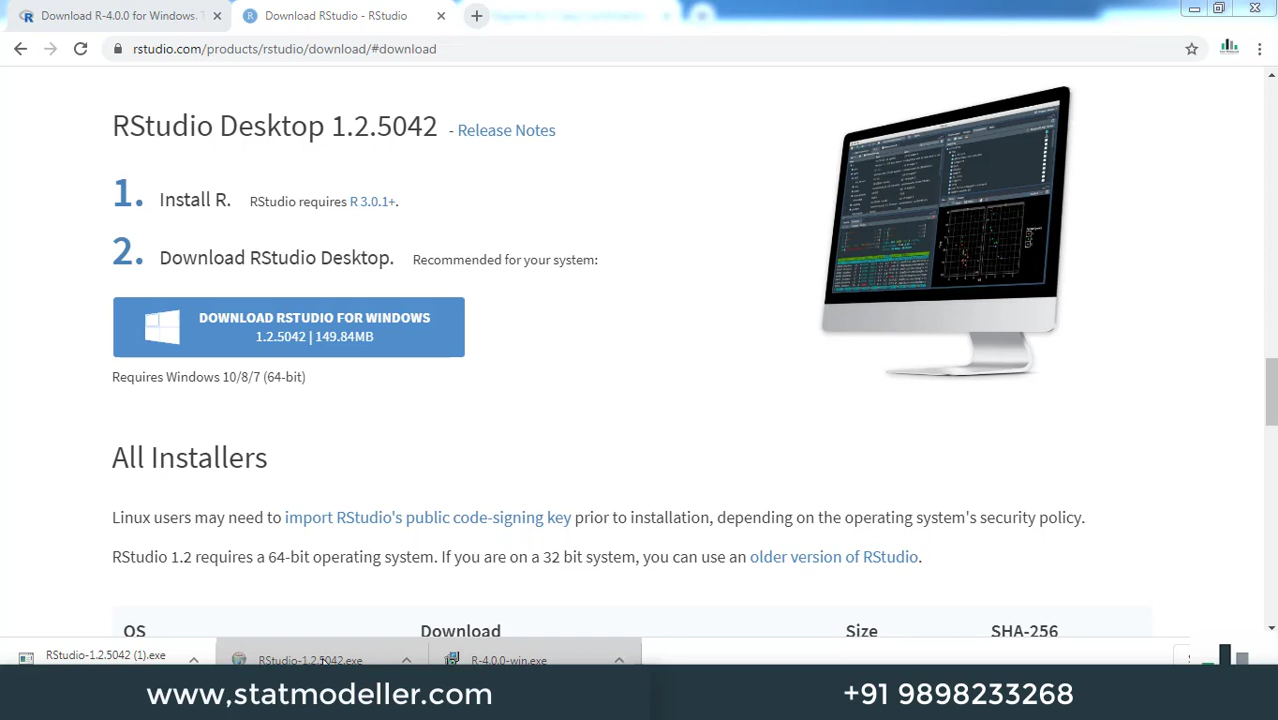 Download R-4.0.0 for Windows. T
Download RStudio - RStudio
rstudio.com/products/rstudio/download/#download
RStudio Desktop 1.2.5042 - Release Notes
1. Install R. RStudio requires R 3.0.1+.
2. Download RStudio Desktop. Recommended for your system:
DOWNLOAD RSTUDIO FOR WINDOWS
1.2.5042 | 149.84MB
Requires Windows 10/8/7 (64-bit)
All Installers
Linux users may need to import RStudio's public code-signing key prior to installation, depending on the operating system's security policy.
RStudio 1.2 requires a 64-bit operating system. If you are on a 32 bit system, you can use an older version of RStudio.
OS Download Size SHA-256
RStudio-1.2.5042 (1).exe RStudio-1.2.5042.exe R-4.0.0-win.exe
www,statmodeller.com +91 9898233268